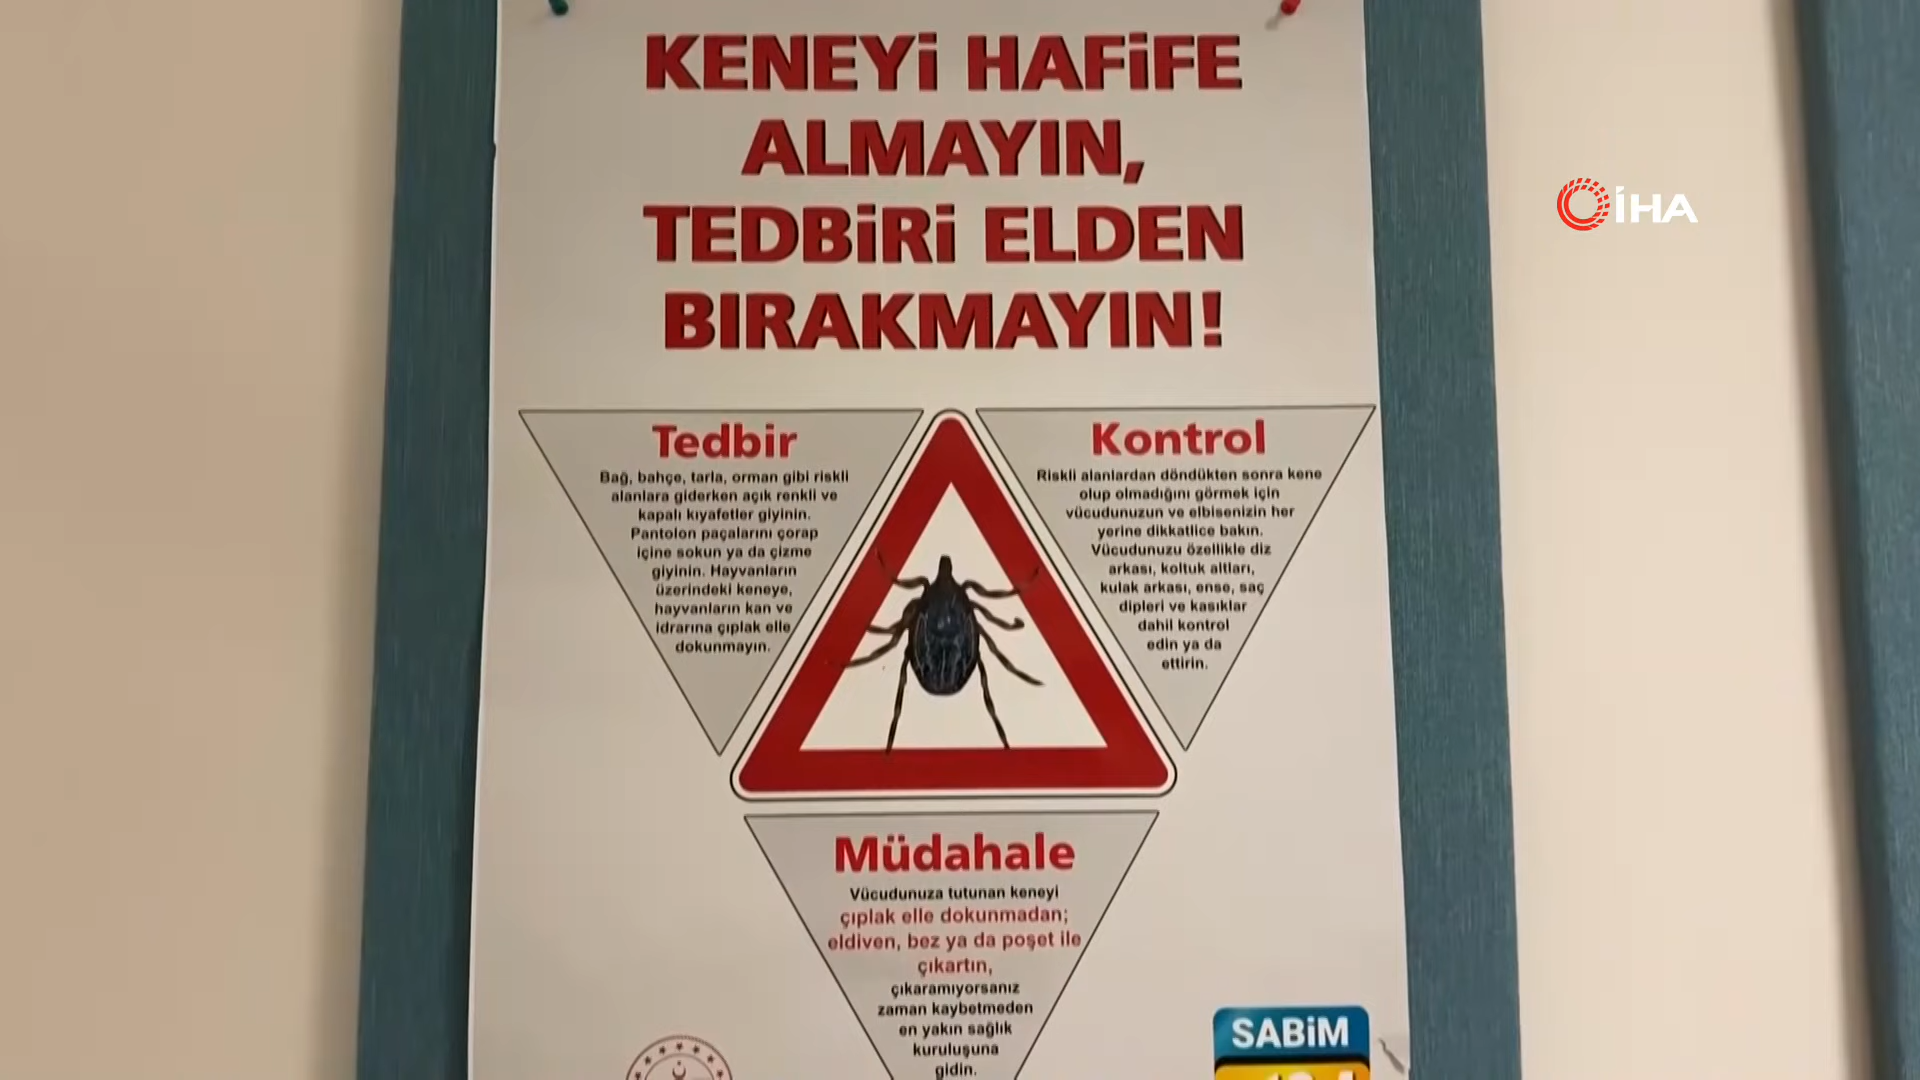 KENEYİ HAFİFE
ALMAYIN,
TEDBİRİ ELDEN
BIRAKMAYIN!
İHA
Tedbir
Bağ, bahçe, tarla, orman gibi riskli
alanlara giderken açık renkli ve
kapalı kıyafetler giyinin.
Pantolon paçalarını çorap
içine sokun ya da çizme
giyinin. Hayvanların
üzerindeki keneye,
hayvanların kan ve
idrarına çıplak elle
dokunmayın.
Kontrol
Riskli alanlardan döndükten sonra kene
olup olmadığını görmek için
vücudunuzun ve elbisenizin her
yerine dikkatlice bakın.
Vücudunuzu özellikle diz
arkası, koltuk altları,
kulak arkası, ense, saç
dipleri ve kasıklar
dahil kontrol
edin ya da
ettirin.
Müdahale
Vücudunuza tutunan keneyi
çıplak elle dokunmadan;
eldiven, bez ya da poşet ile
çıkartın,
çıkaramıyorsanız
zaman kaybetmeden
en yakın sağlık
kuruluşuna
gidin.
SABİM